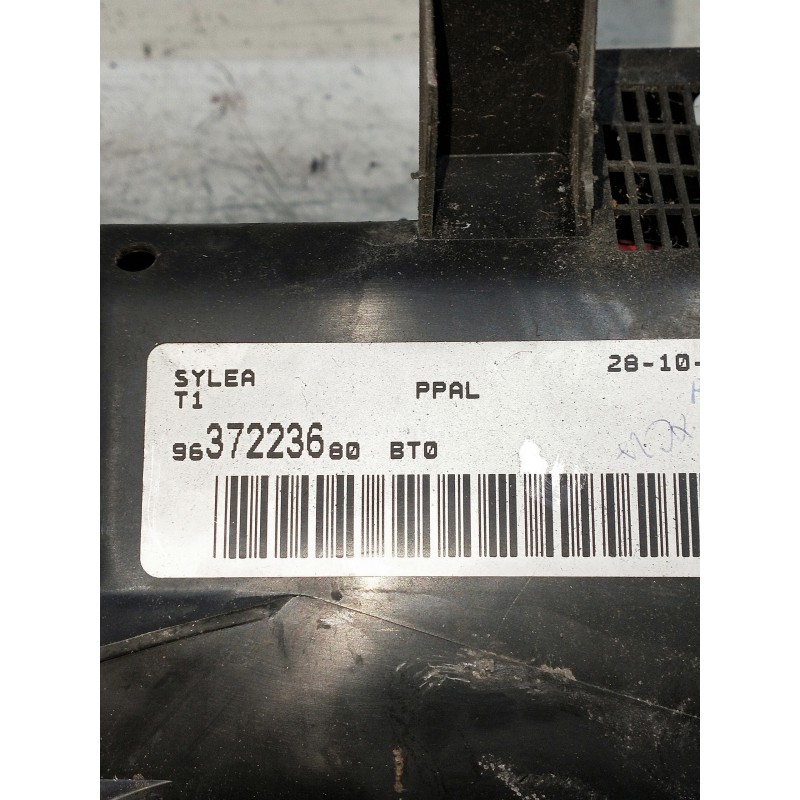 SYLEA
T1
PPAL
28-10-
9637223680 BT0